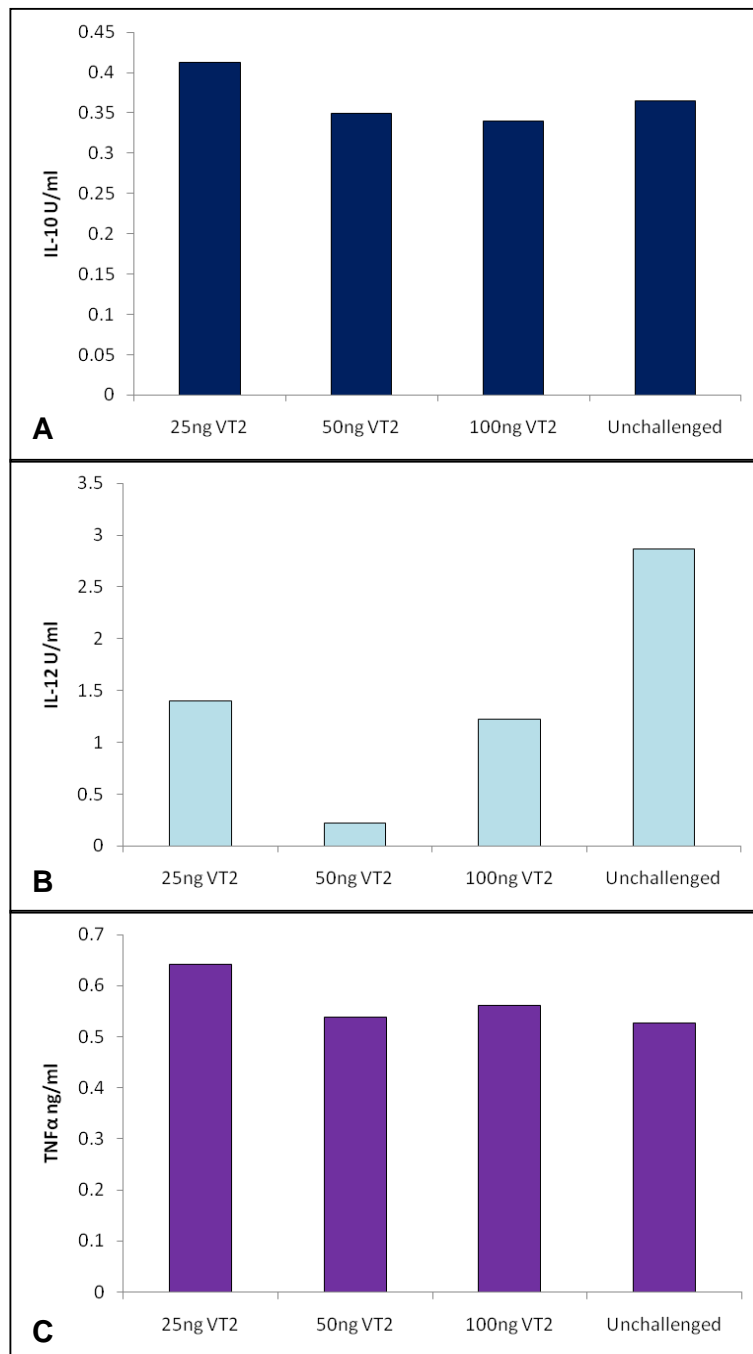 0.45
0.4
0.35
0.3
0.25
0.2
0.15
0.1
0.05
0
IL-10 U/ml
25ng VT2 50ng VT2 100ng VT2 Unchallenged
A
3.5
3
2.5
2
1.5
1
0.5
0
IL-12 U/ml
25ng VT2 50ng VT2 100ng VT2 Unchallenged
B
0.7
0.6
0.5
0.4
0.3
0.2
0.1
0
TNFα ng/ml
25ng VT2 50ng VT2 100ng VT2 Unchallenged
C